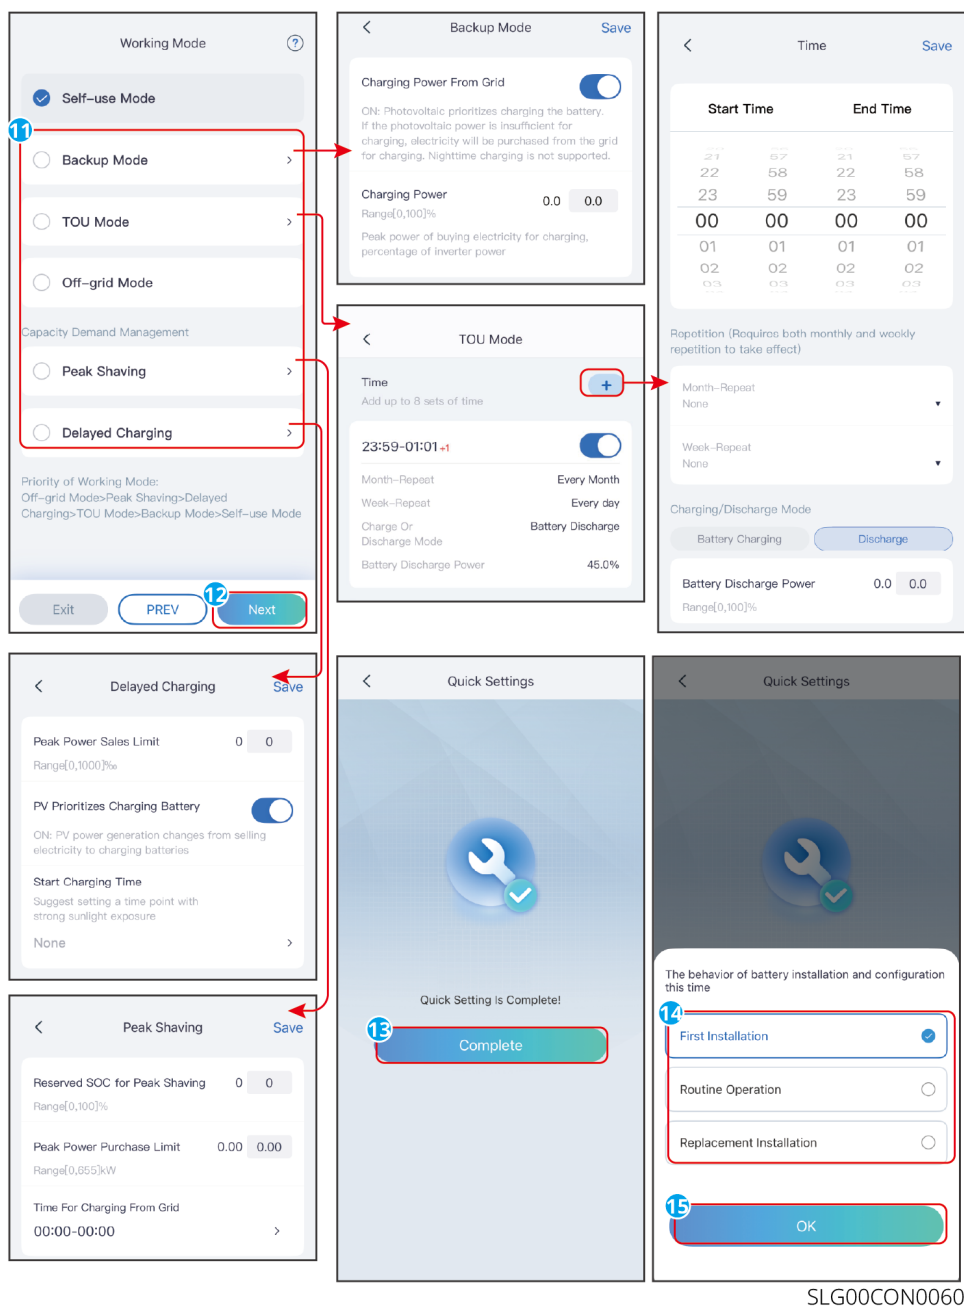 Working Mode
?
Self-use Mode
11
Backup Mode
TOU Mode
Off-grid Mode
Capacity Demand Management
Peak Shaving
Delayed Charging
Priority of Working Mode:
Off-grid Mode>Peak Shaving>Delayed
Charging>TOU Mode>Backup Mode>Self-use Mode
12
Exit
PREV
Next
Backup Mode
Save
Charging Power From Grid
ON: Photovoltaic prioritizes charging the battery.
If the photovoltaic power is insufficient for
charging, electricity will be purchased from the grid
for charging. Nighttime charging is not supported.
Charging Power 0.0 0.0
Range[0,100]%
Peak power of buying electricity for charging,
percentage of inverter power
TOU Mode
Time
+
Add up to 8 sets of time
23:59-01:01 +1
Month-Repeat Every Month
Week-Repeat Every day
Charge Or Battery Discharge
Discharge Mode
Battery Discharge Power 45.0%
Time
Save
Start Time End Time
21 57 21 57
22 58 22 58
23 59 23 59
00 00 00 00
01 01 01 01
02 02 02 02
03 03 03 03
Repetition (Requires both monthly and weekly
repetition to take effect)
Month-Repeat
None
Week-Repeat
None
Charging/Discharge Mode
Battery Charging
Discharge
Battery Discharge Power 0.0 0.0
Range[0,100]%
Delayed Charging
Save
Peak Power Sales Limit 0 0
Range[0,1000]‰
PV Prioritizes Charging Battery
ON: PV power generation changes from selling
electricity to charging batteries
Start Charging Time
Suggest setting a time point with
strong sunlight exposure
None
Peak Shaving
Save
Reserved SOC for Peak Shaving 0 0
Range[0,100]%
Peak Power Purchase Limit 0.00 0.00
Range[0,655]kW
Time For Charging From Grid
00:00-00:00
Quick Settings
Quick Setting Is Complete!
13
Complete
Quick Settings
The behavior of battery installation and configuration
this time
14
First Installation
Routine Operation
Replacement Installation
15
OK
SLG00CON0060